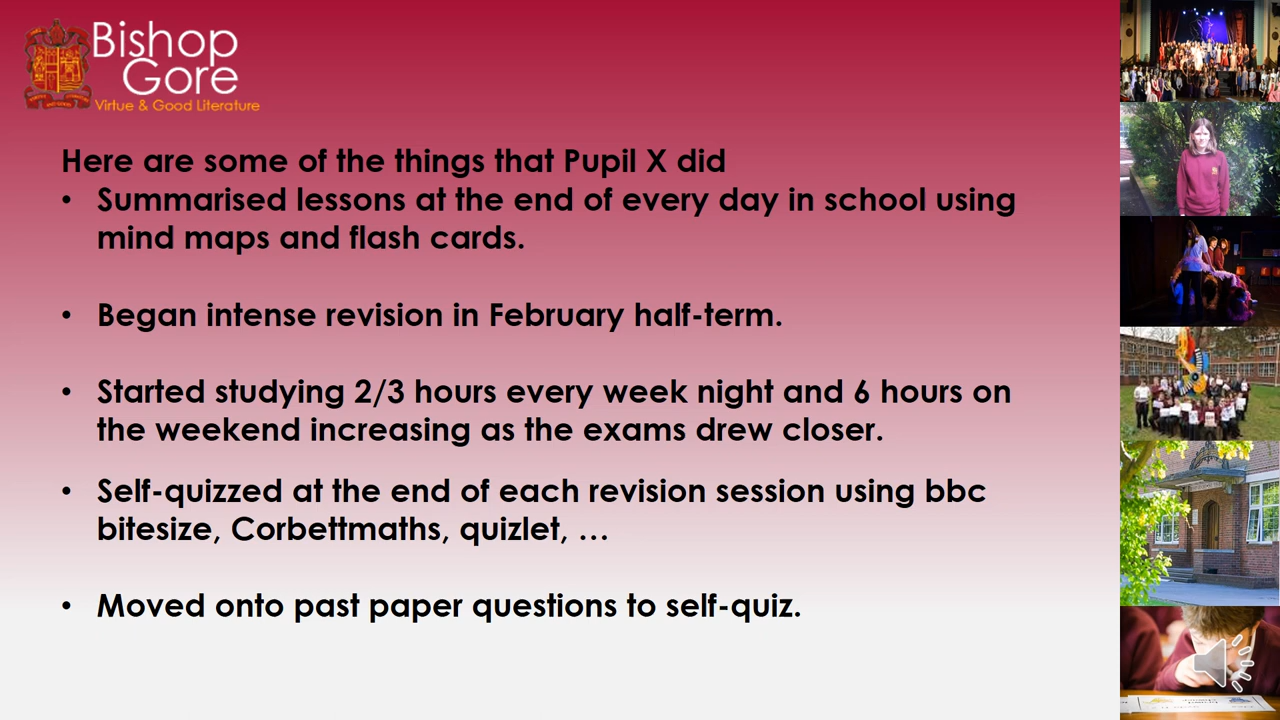 Bishop
Gore
Virtue & Good Literature
Here are some of the things that Pupil X did
• Summarised lessons at the end of every day in school using
mind maps and flash cards.
• Began intense revision in February half-term.
• Started studying 2/3 hours every week night and 6 hours on
the weekend increasing as the exams drew closer.
• Self-quizzed at the end of each revision session using bbc
bitesize, Corbettmaths, quizlet, …
• Moved onto past paper questions to self-quiz.